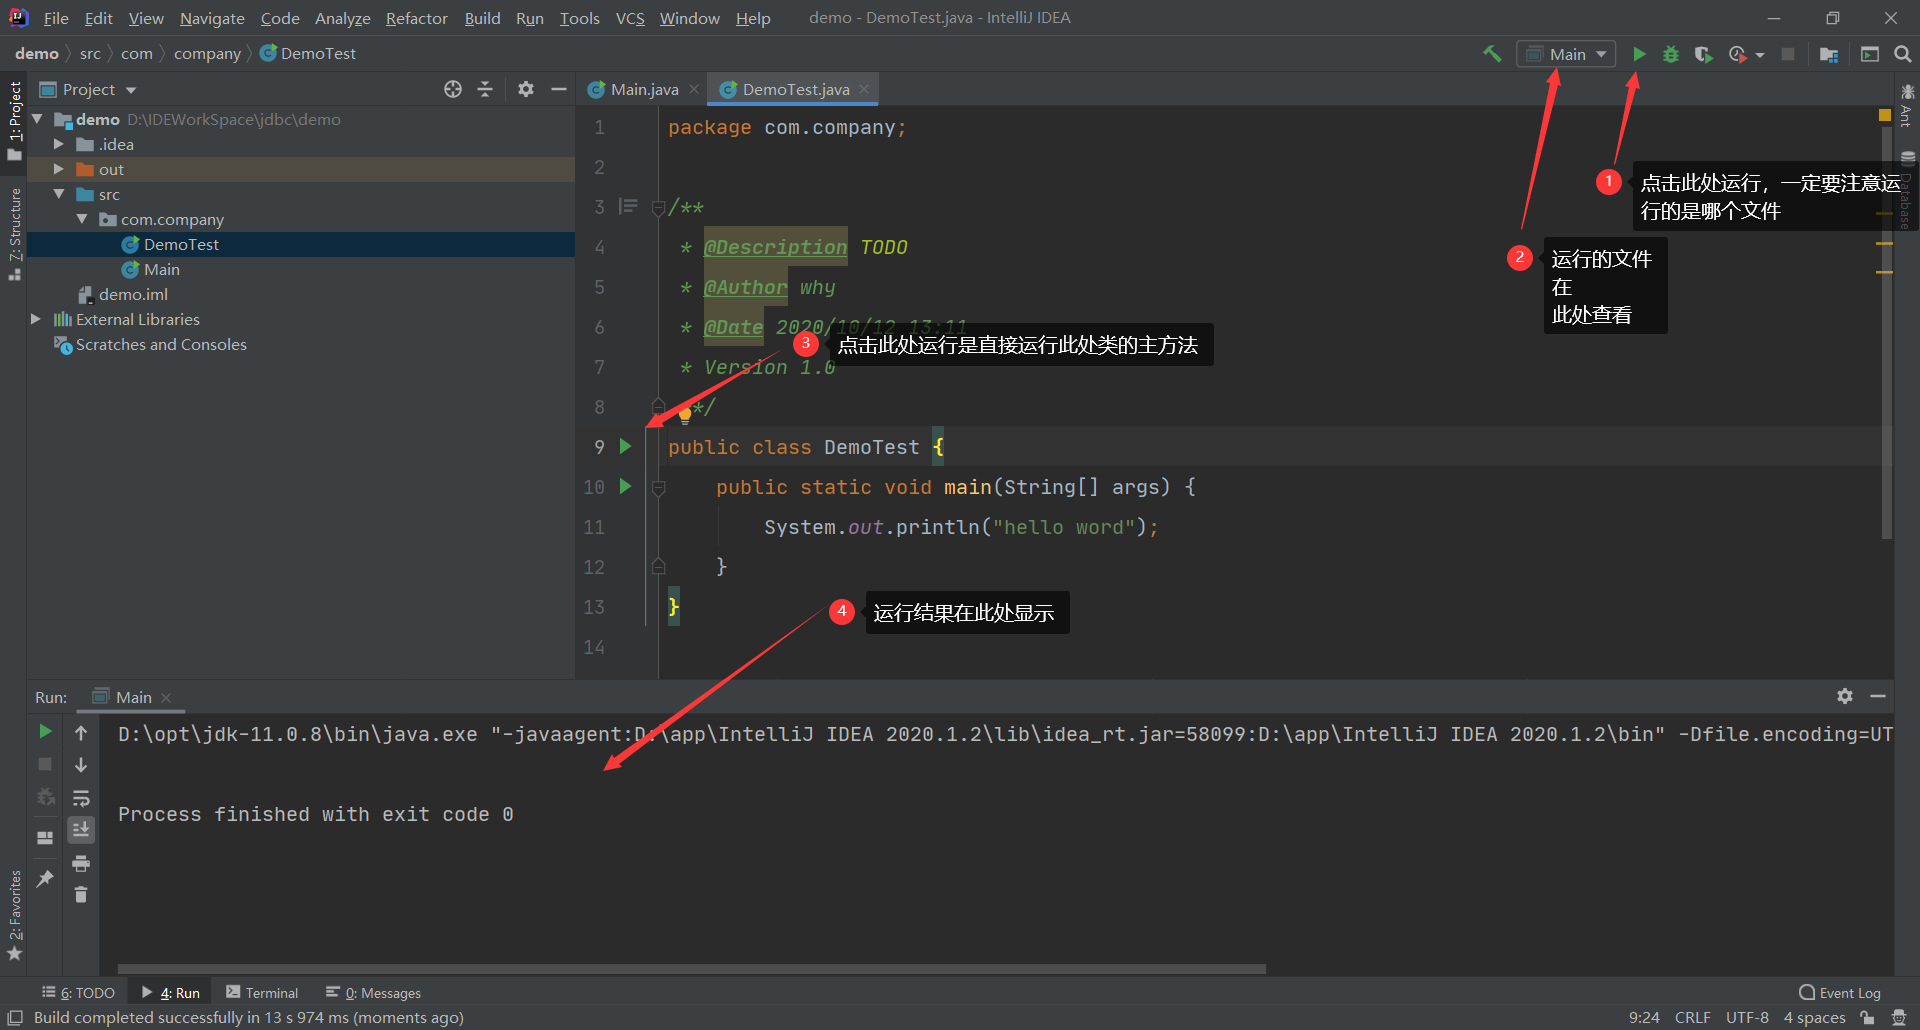 File Edit View Navigate Code Analyze Refactor Build Run Tools VCS Window Help demo - DemoTest.java - IntelliJ IDEA
demo src com company DemoTest
Main
1: Project
Project
demo D:\IDEWorkSpace\jdbc\demo
.idea
out
src
com.company
DemoTest
Main
demo.iml
External Libraries
Scratches and Consoles
7: Structure
2: Favorites
Main.java DemoTest.java
1 package com.company;
2
3 /**
4 * @Description TODO
5 * @Author why
6 * @Date 2020/10/12 13:11
7 * Version 1.0
8 **/
9 public class DemoTest {
10 public static void main(String[] args) {
11 System.out.println("hello word");
12 }
13 }
14
1 点击此处运行，一定要注意运
行的是哪个文件
2 运行的文件
在
此处查看
3 点击此处运行是直接运行此处类的主方法
4 运行结果在此处显示
Ant
Database
Run: Main
D:\opt\jdk-11.0.8\bin\java.exe "-javaagent:D:\app\IntelliJ IDEA 2020.1.2\lib\idea_rt.jar=58099:D:\app\IntelliJ IDEA 2020.1.2\bin" -Dfile.encoding=UT
Process finished with exit code 0
6: TODO 4: Run Terminal 0: Messages Event Log
Build completed successfully in 13 s 974 ms (moments ago) 9:24 CRLF UTF-8 4 spaces